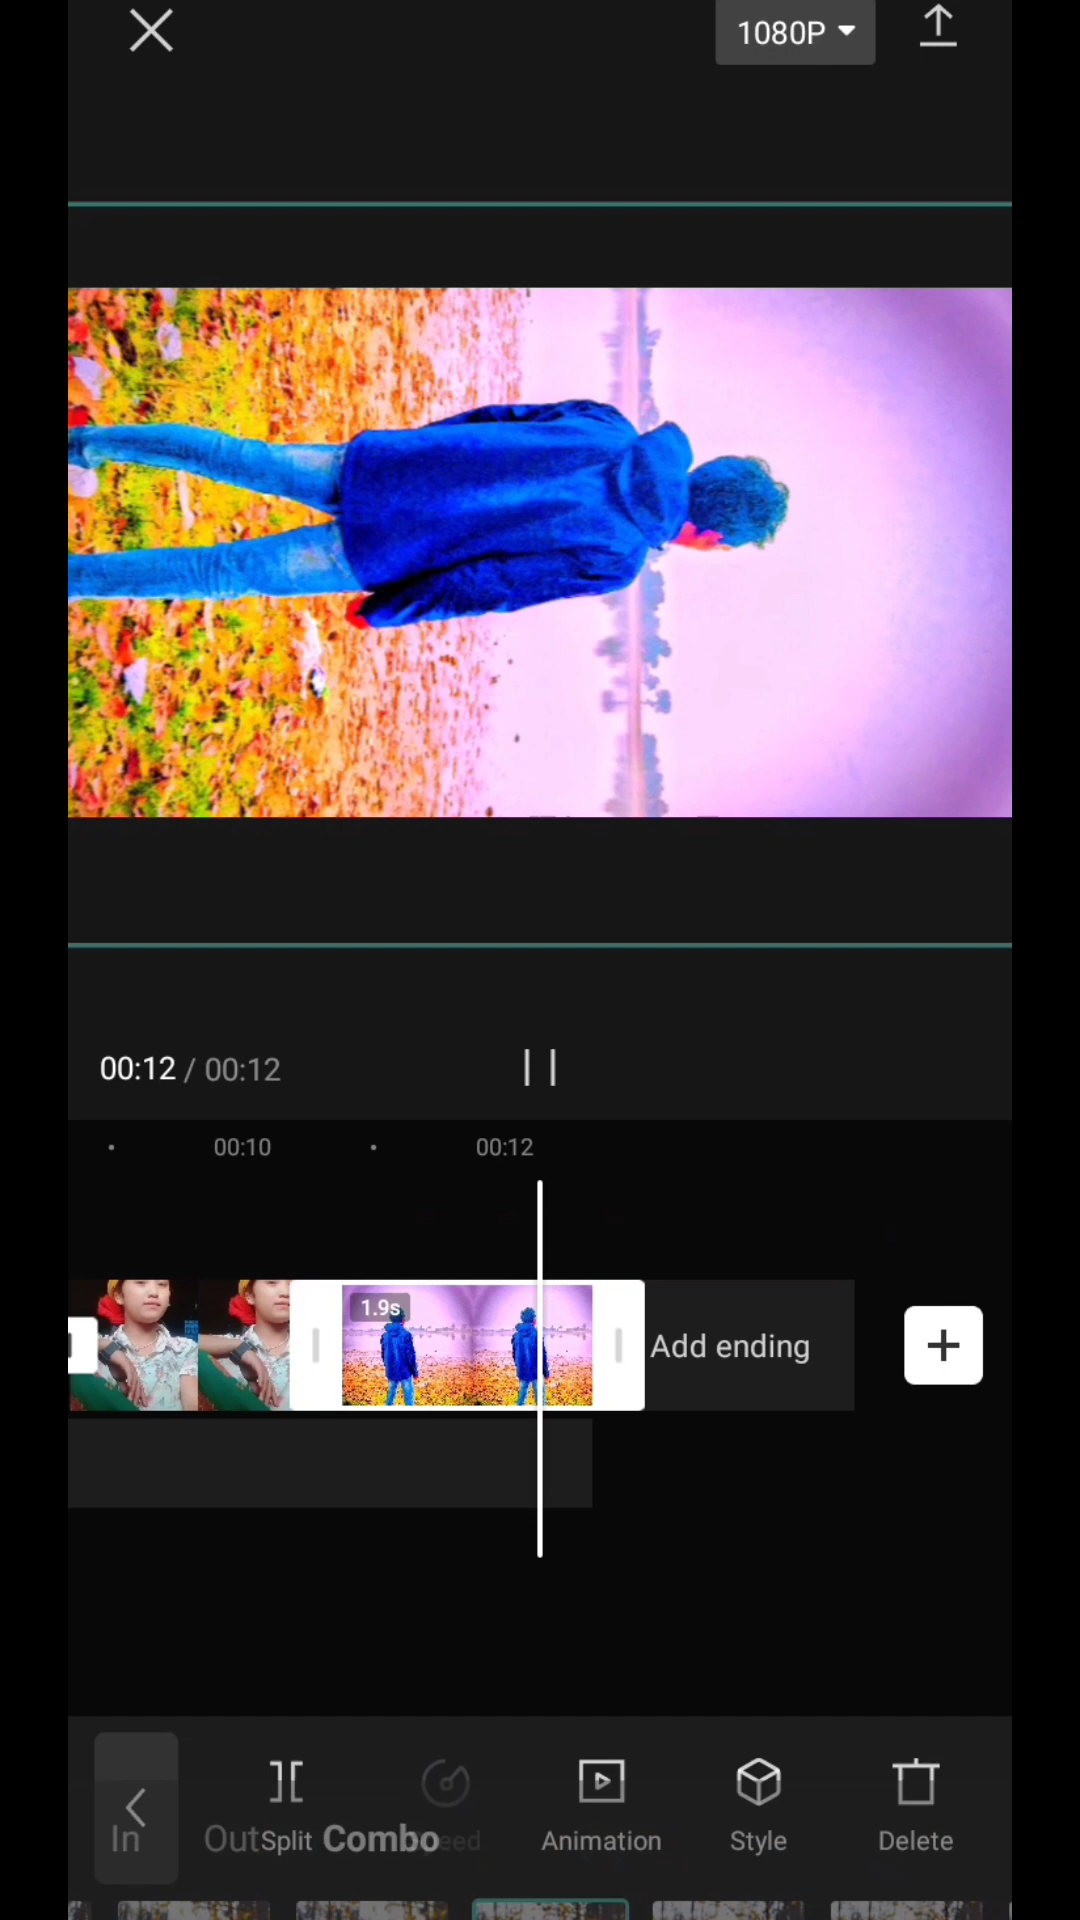 1080P
00:12 / 00:12
00:10 00:12
1.9s
Add ending
In Out Split Combo Animation Style Delete